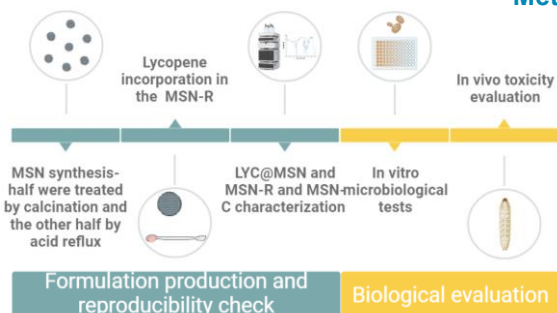 Met
Lycopene
incorporation in
the MSN-R
In vivo toxicity
evaluation
MSN synthesis-
half were treated
by calcination and
the other half by
acid reflux
LYC@MSN and
MSN-R and MSN-
C characterization
In vitro
microbiological
tests
Formulation production and
reproducibility check
Biological evaluation